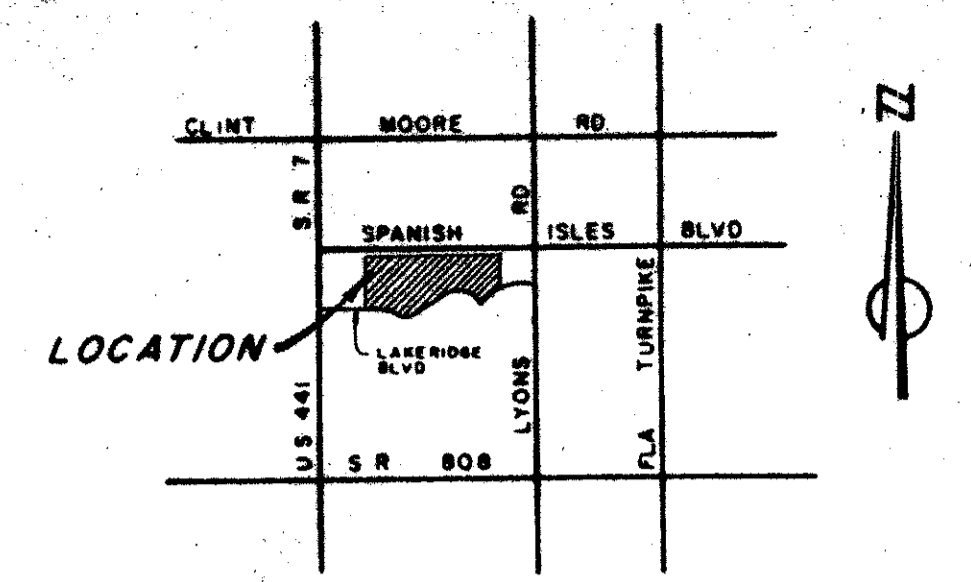 CLINT MOORE RD.
N
S R 7
RD
SPANISH ISLES BLVD
LOCATION
LAKERIDGE
BLVD
FLA TURNPIKE
LYONS
US 441
S R 808